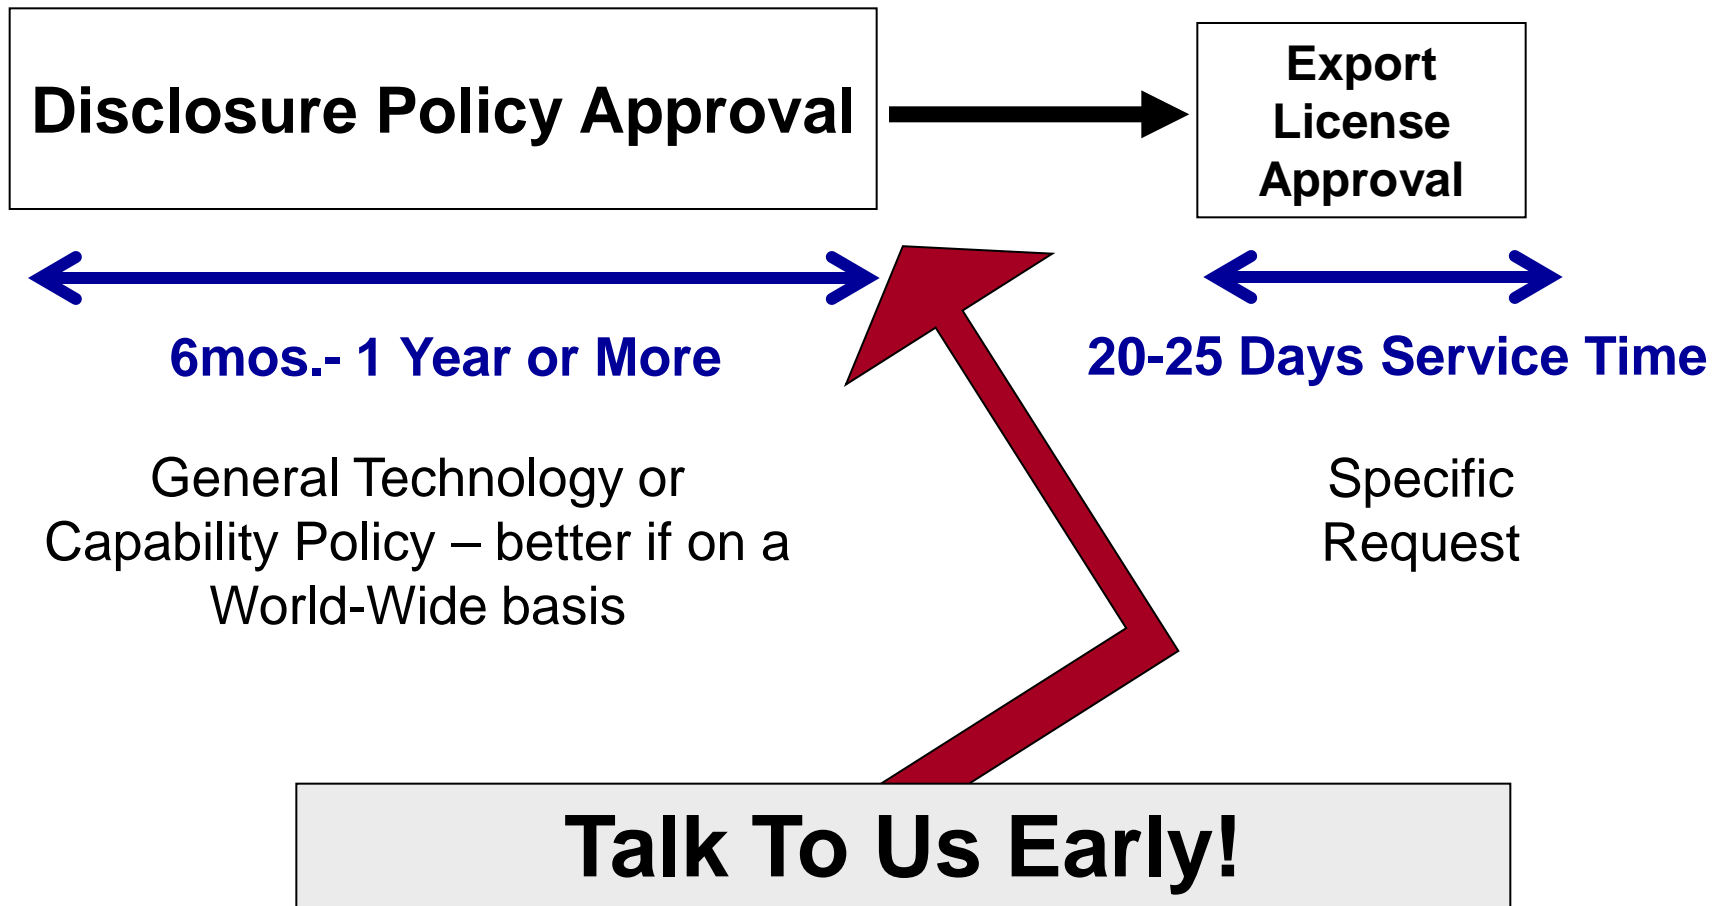 Disclosure Policy Approval
Export
License
Approval
6mos.- 1 Year or More
20-25 Days Service Time
General Technology or
Capability Policy – better if on a
World-Wide basis
Specific
Request
Talk To Us Early!